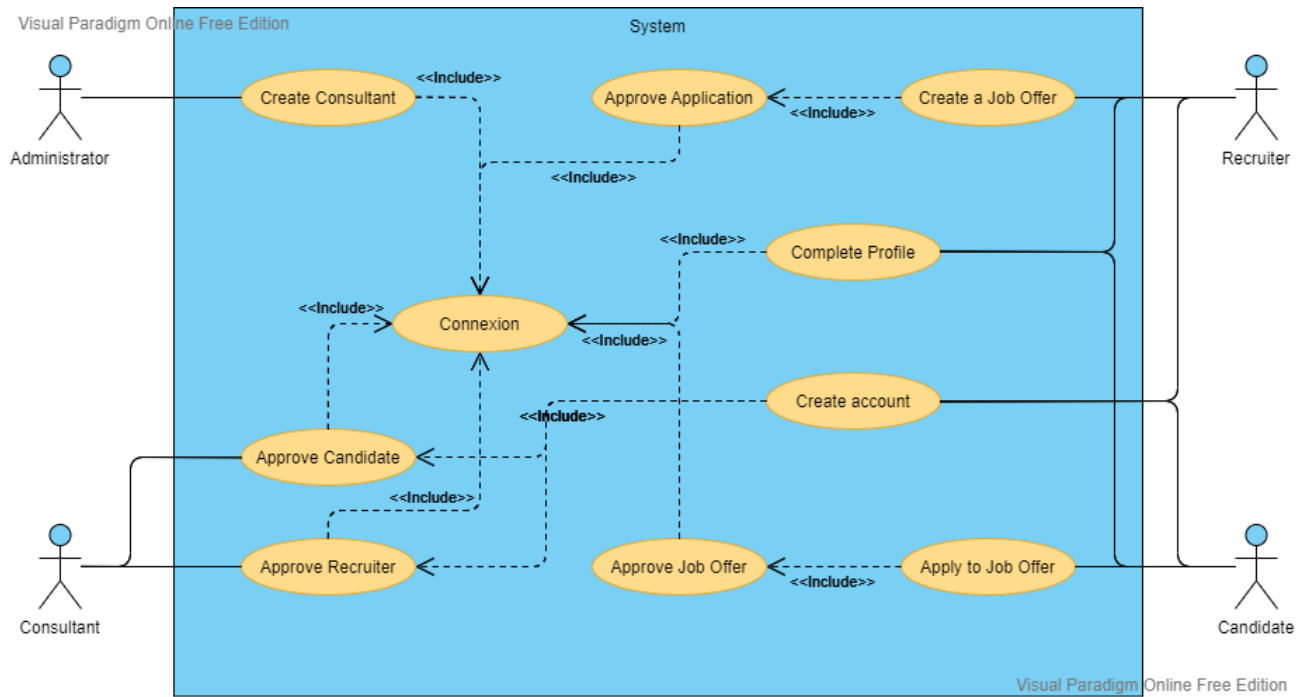 Visual Paradigm Online Free Edition
System
<<Include>>
Create Consultant
Approve Application
Create a Job Offer
<<Include>>
Administrator
Recruiter
<<Include>>
<<Include>>
Complete Profile
<<Include>>
Connexion
<<Include>>
Create account
<<Include>>
Approve Candidate
<<Include>>
Approve Recruiter
Approve Job Offer
Apply to Job Offer
<<Include>>
Consultant
Candidate
Visual Paradigm Online Free Edition